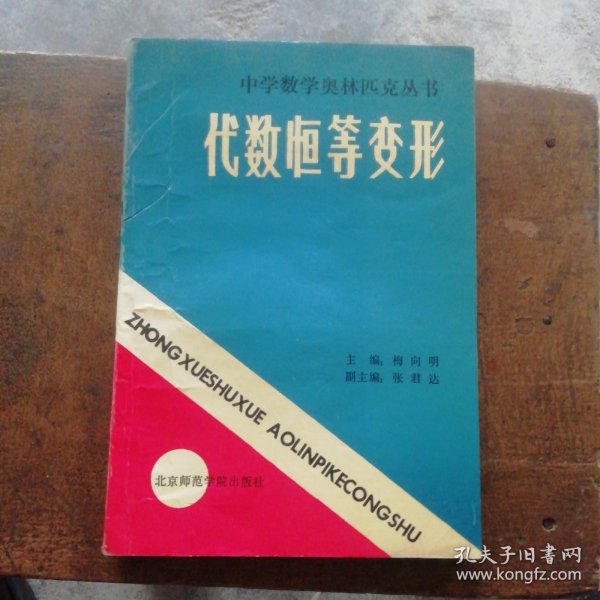 中学数学奥林匹克丛书
代数恒等变形
主 编：梅 向 明
副主编：张 君 达
ZHONGXUESHUXUE AOLINPIKECONGSHU
北京师范学院出版社
孔夫子旧书网
www.kongfz.com